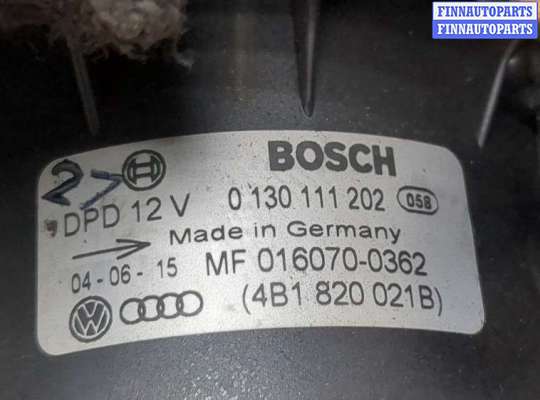 FINNAUTOPARTS
FINNAUTOPARTS
BOSCH
DPD 12 V 0 130 111 202 058
Made in Germany
04-06-15 MF 016070-0362
(4B1 820 021B)